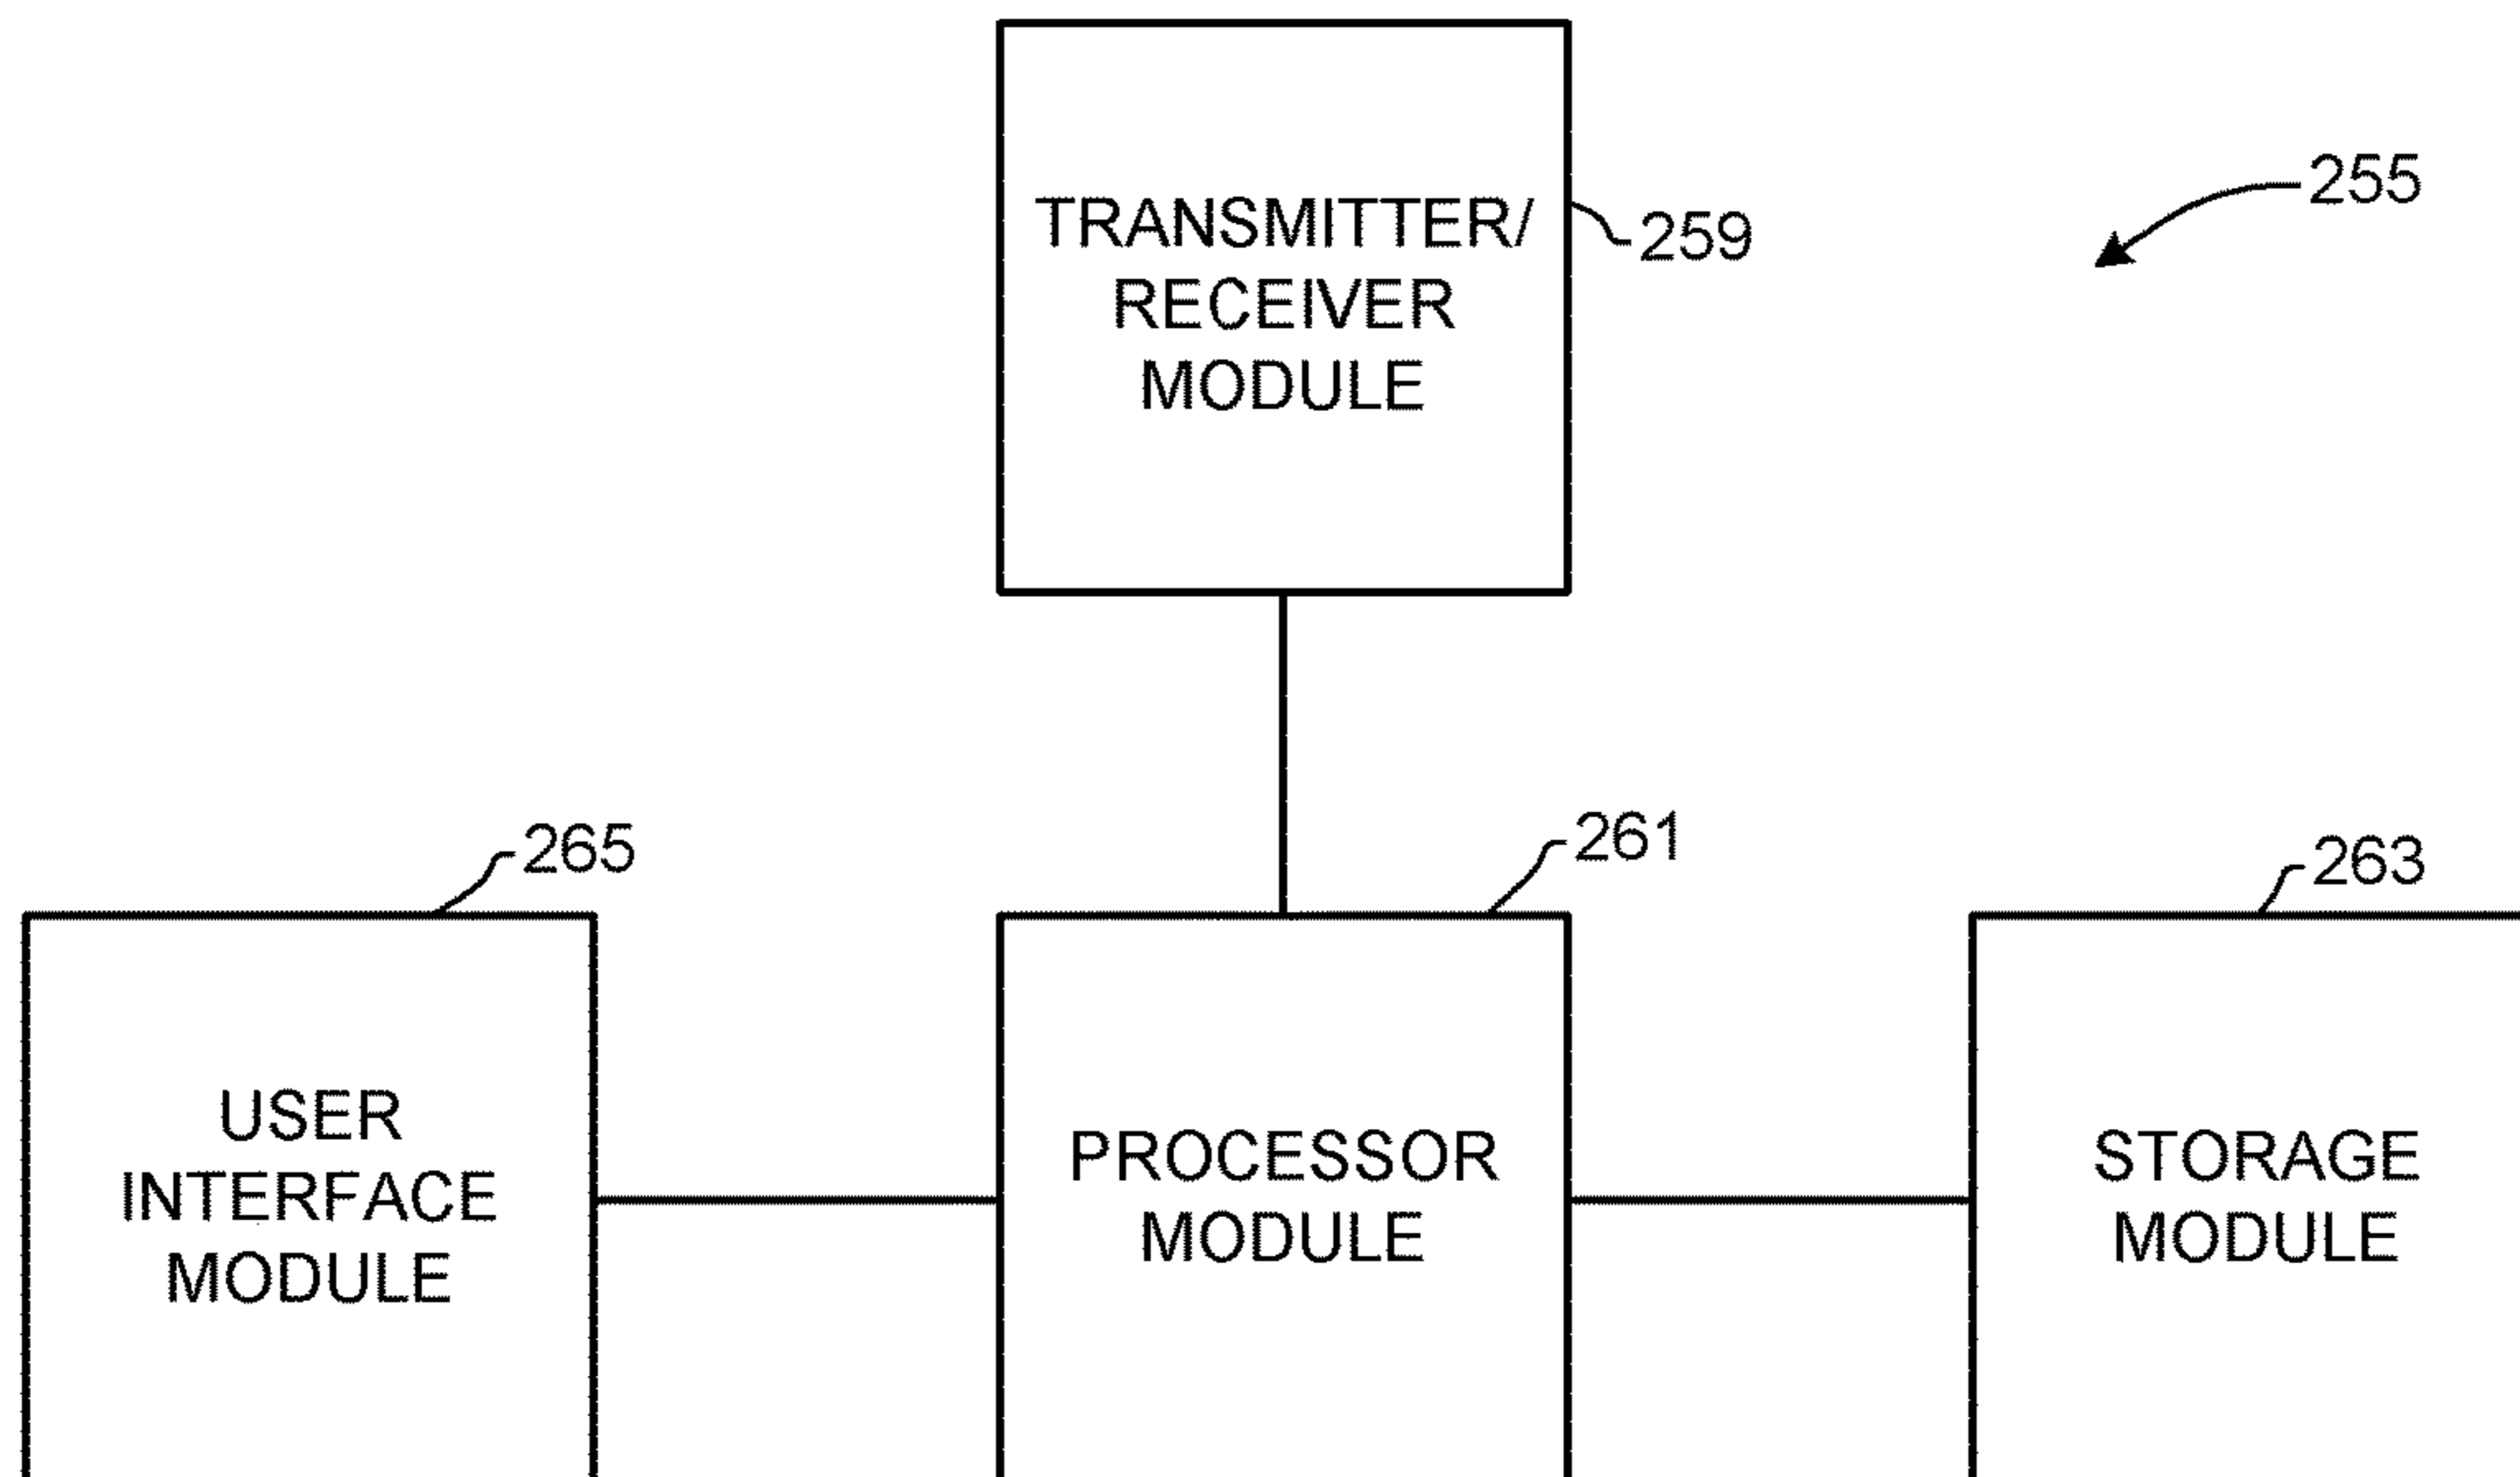 TRANSMITTER/
RECEIVER
MODULE
259
255
265
261
263
USER
INTERFACE
MODULE
PROCESSOR
MODULE
STORAGE
MODULE